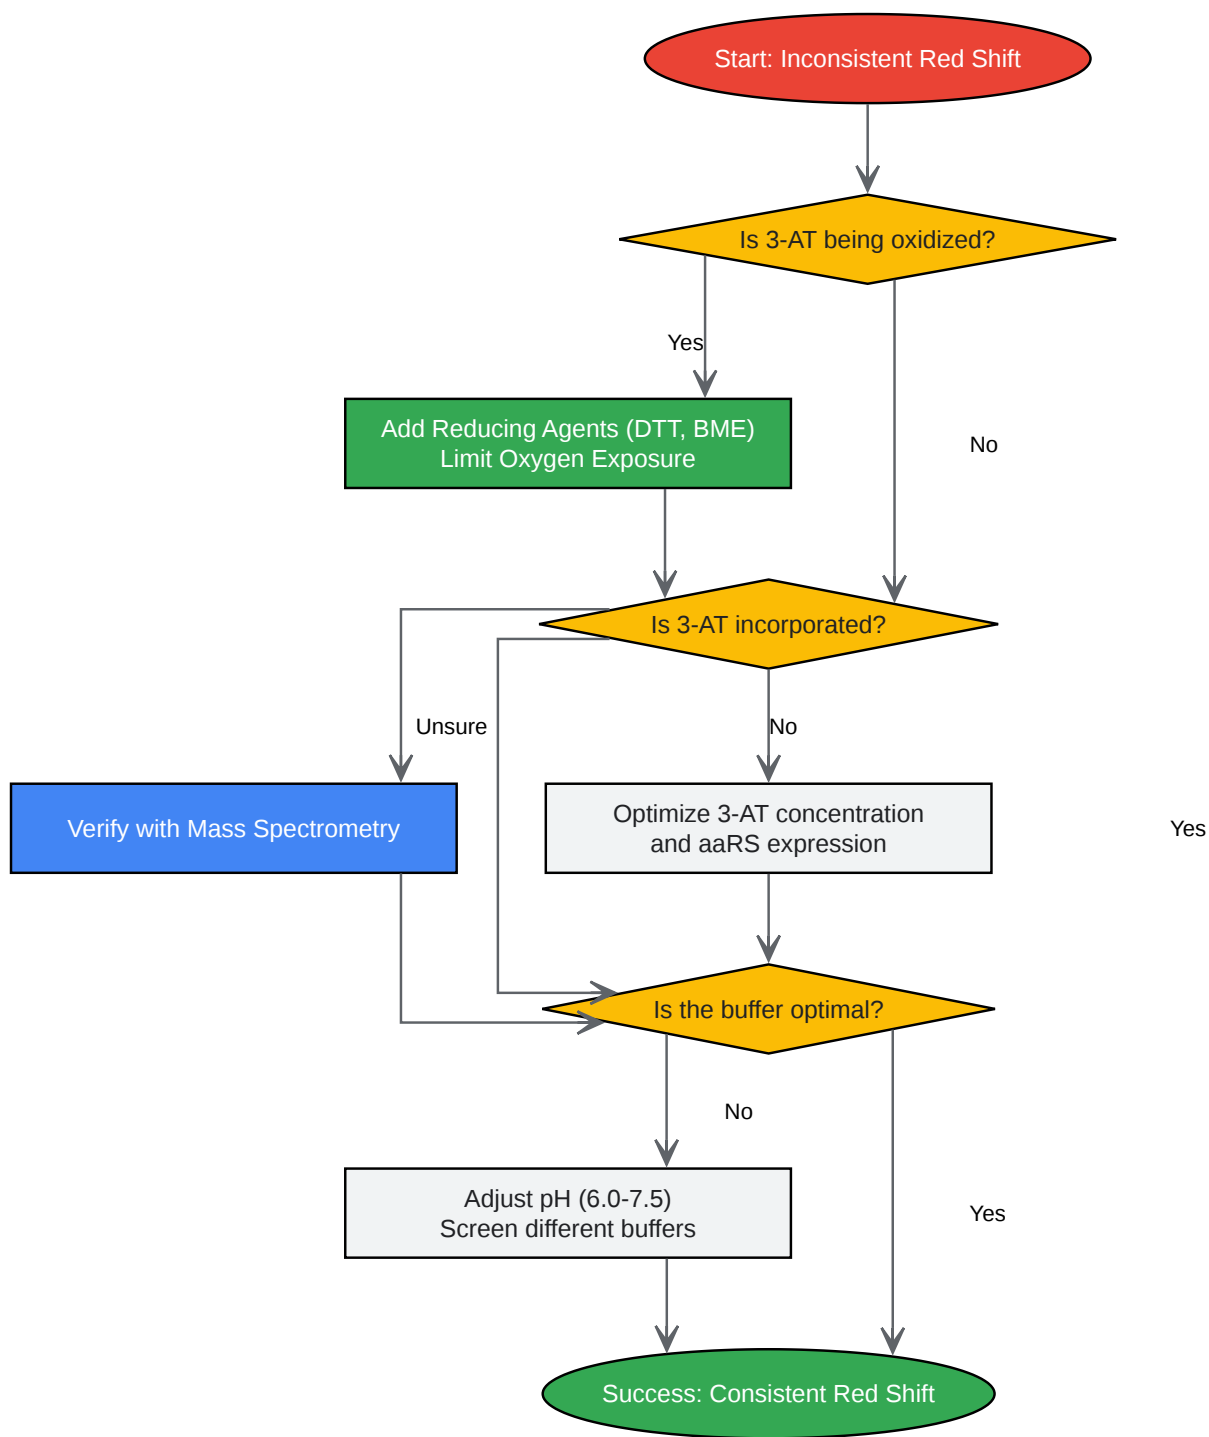 Start: Inconsistent Red Shift
Is 3-AT being oxidized?
Yes
Add Reducing Agents (DTT, BME)
Limit Oxygen Exposure
No
Is 3-AT incorporated?
Unsure
No
Verify with Mass Spectrometry
Optimize 3-AT concentration
and aaRS expression
Yes
Is the buffer optimal?
No
Adjust pH (6.0-7.5)
Screen different buffers
Yes
Success: Consistent Red Shift